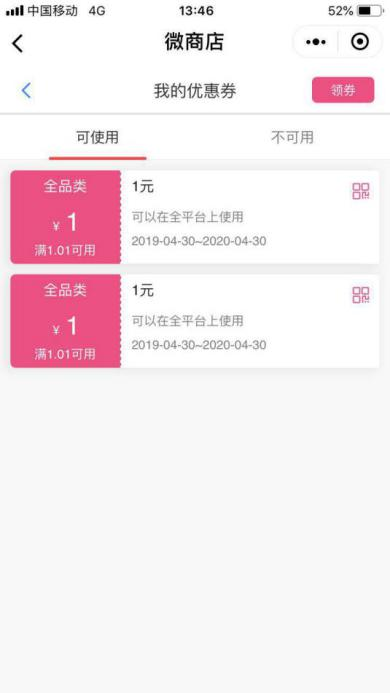 中国移动 4G 13:46 52%
微商店
我的优惠券 领券
可使用 不可用
全品类
¥ 1
满1.01可用
1元
可以在全平台上使用
2019-04-30~2020-04-30
全品类
¥ 1
满1.01可用
1元
可以在全平台上使用
2019-04-30~2020-04-30